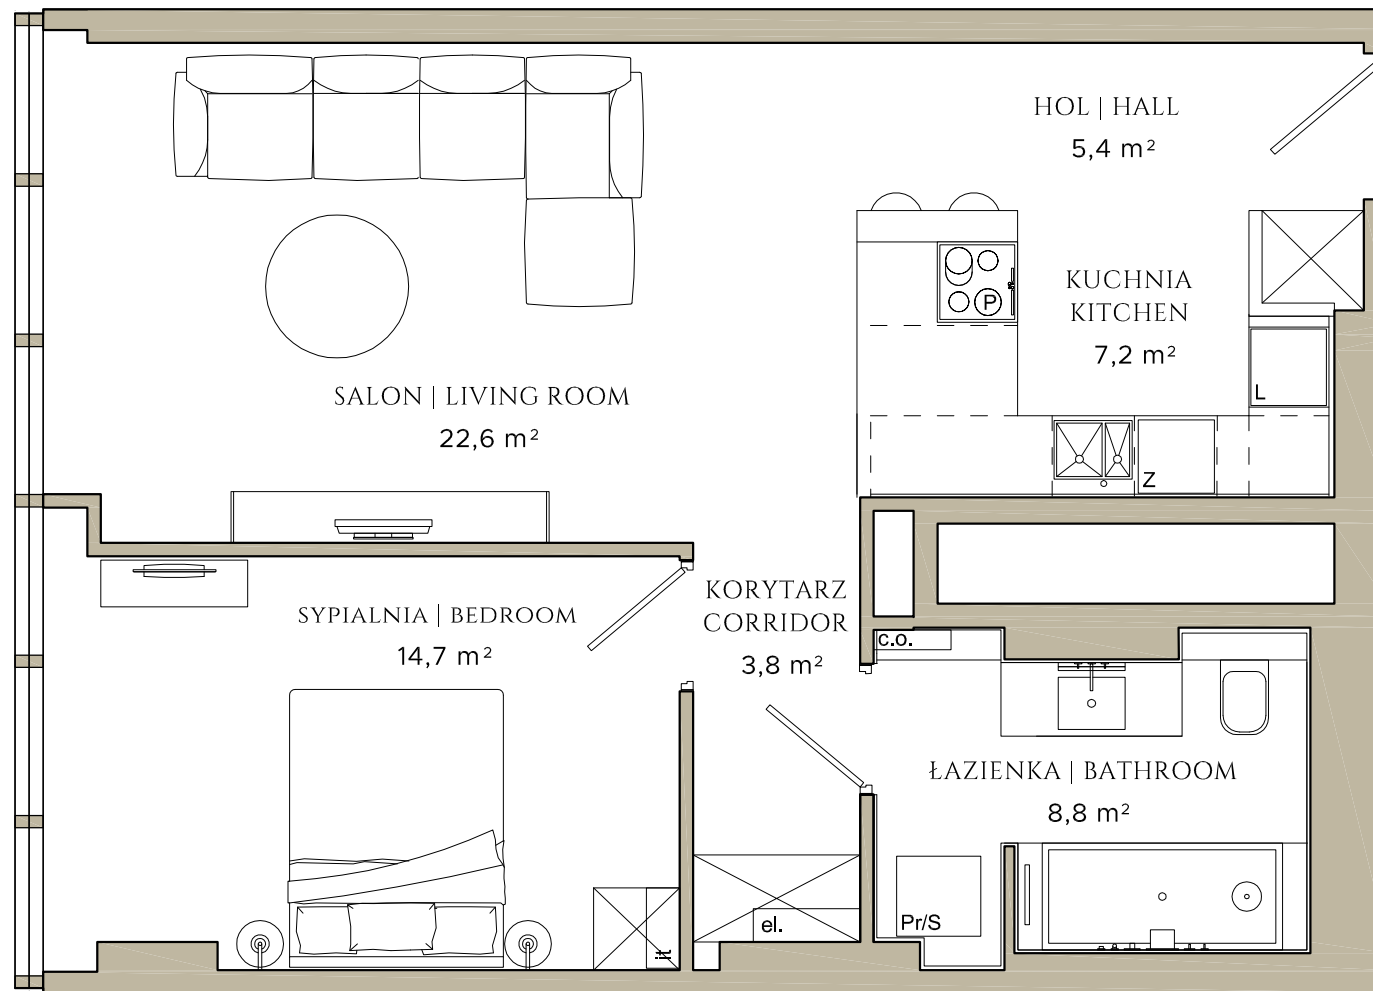 HOL | HALL
5,4 m²
KUCHNIA
KITCHEN
7,2 m²
P
L
SALON | LIVING ROOM
22,6 m²
Z
KORYTARZ
CORRIDOR
3,8 m²
SYPIALNIA | BEDROOM
14,7 m²
c.o.
ŁAZIENKA | BATHROOM
8,8 m²
Pr/S
el.
it